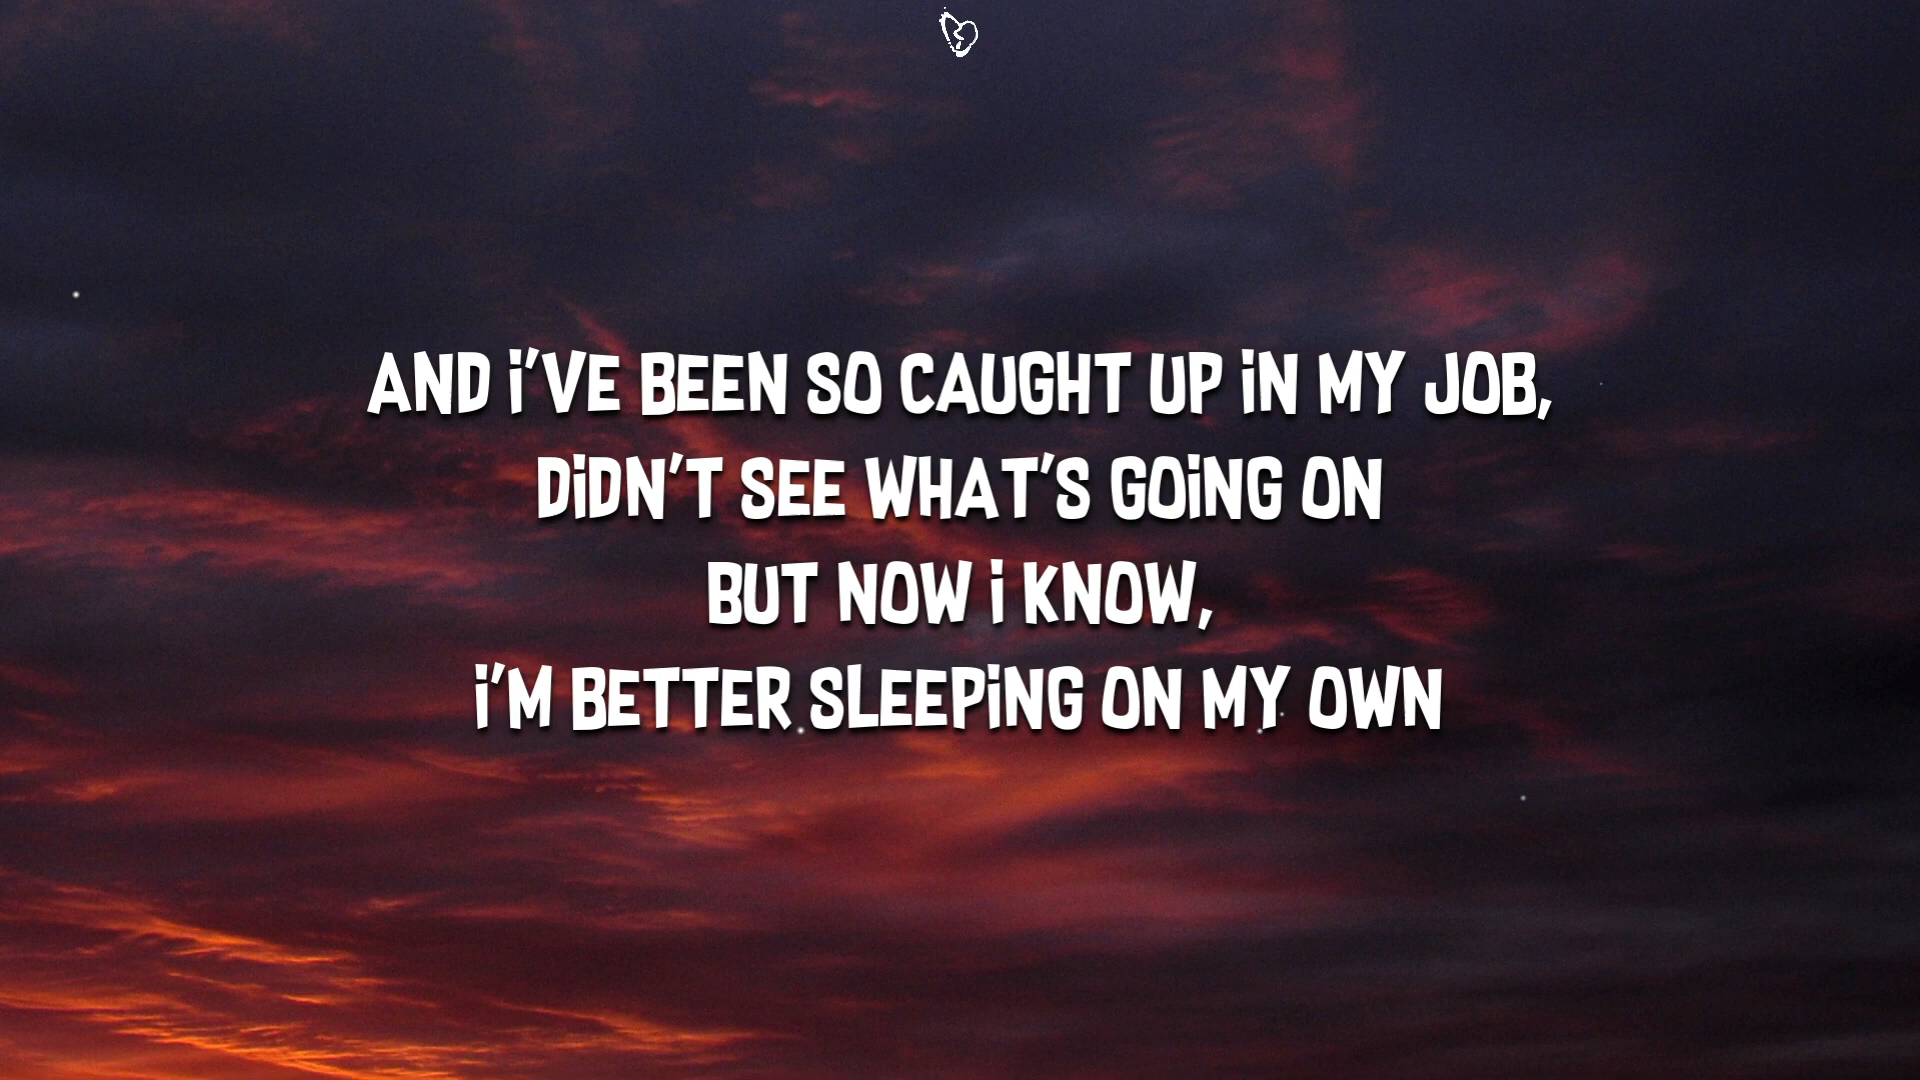 AND i'VE BEEN SO CAUGHT UP iN MY JOB,
DiDN'T SEE WHAT'S GOiNG ON
BUT NOW i KNOW,
i'M BETTER SLEEPiNG ON MY OWN